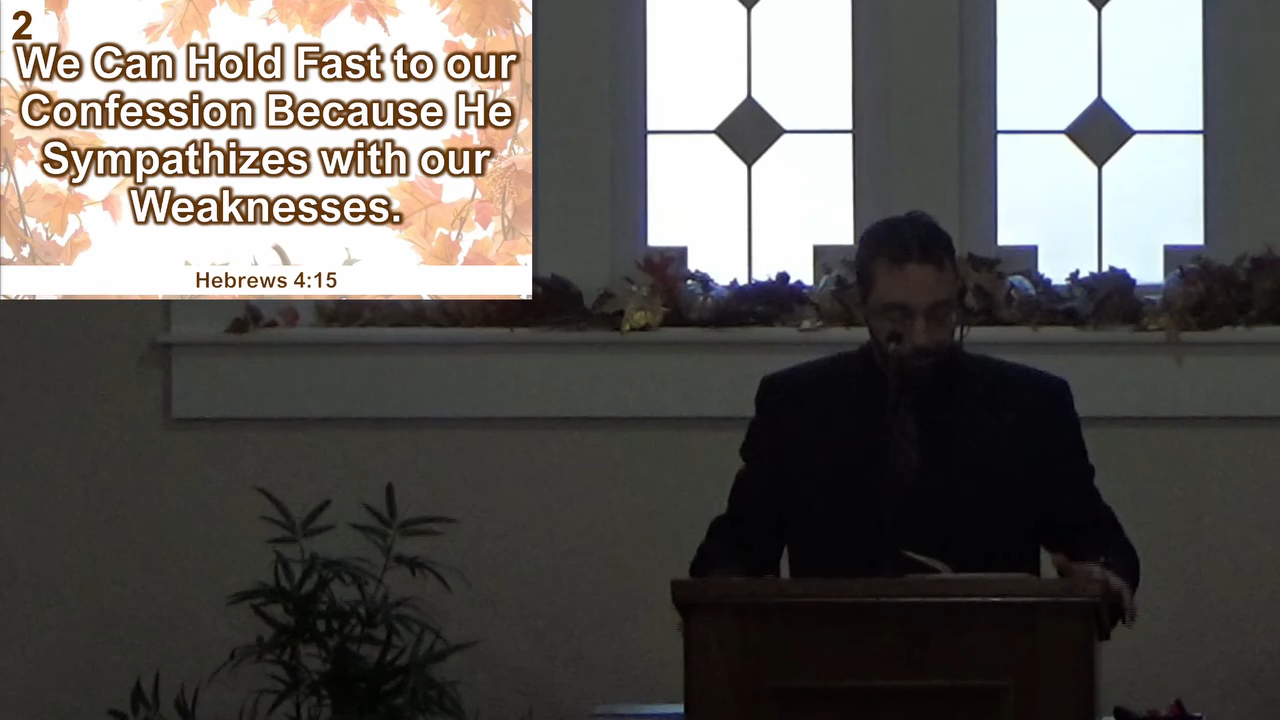 2
We Can Hold Fast to our
Confession Because He
Sympathizes with our
Weaknesses.
Hebrews 4:15